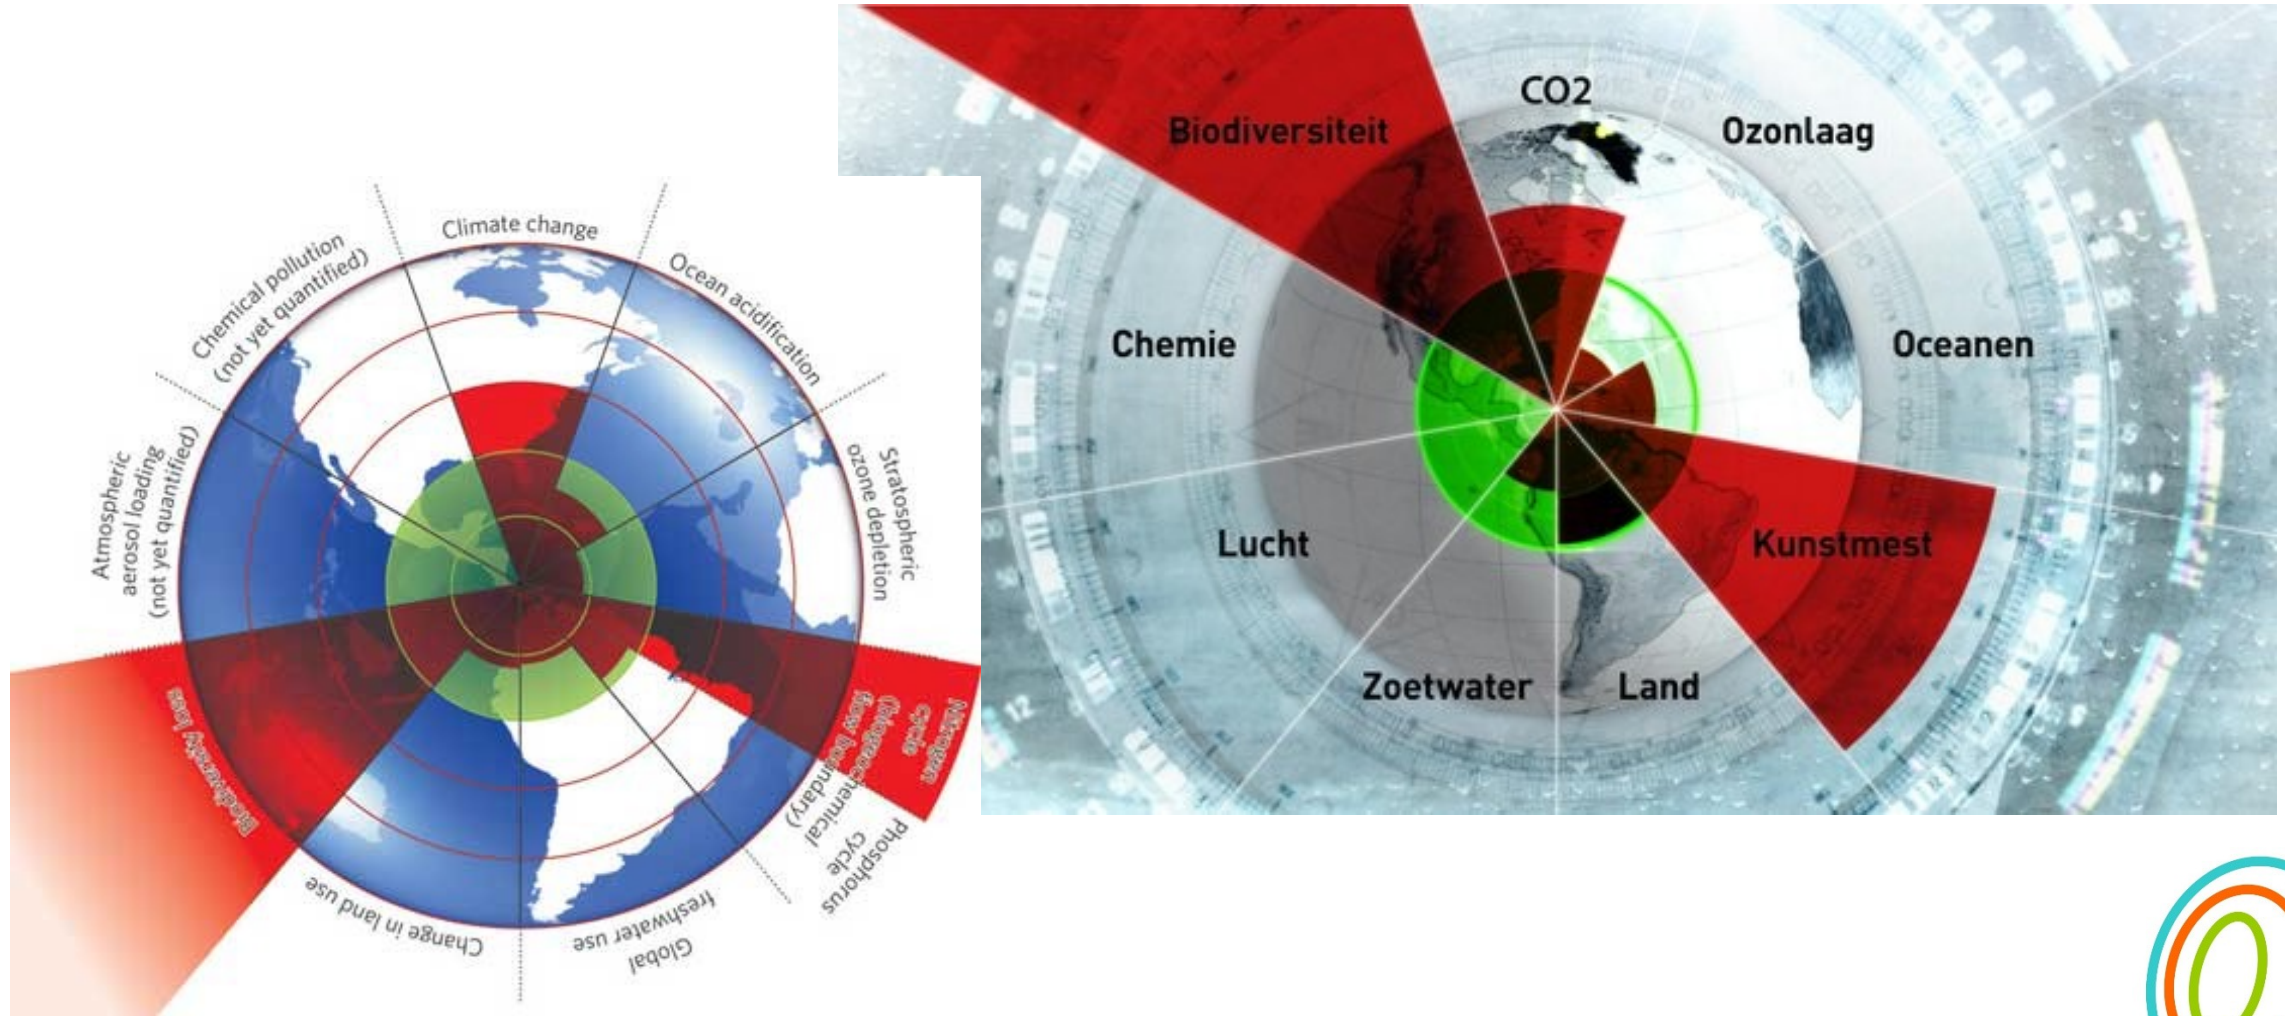 Climate change
Ocean acidification
Stratospheric
ozone depletion
Nitrogen
cycle
(biogeochemical
flow boundary)
Phosphorus
cycle
Global
freshwater use
Change in land use
Biodiversity loss
Atmospheric
aerosol loading
(not yet quantified)
Chemical pollution
(not yet quantified)
CO2
Biodiversiteit
Ozonlaag
Chemie
Oceanen
Lucht
Kunstmest
Zoetwater
Land
12